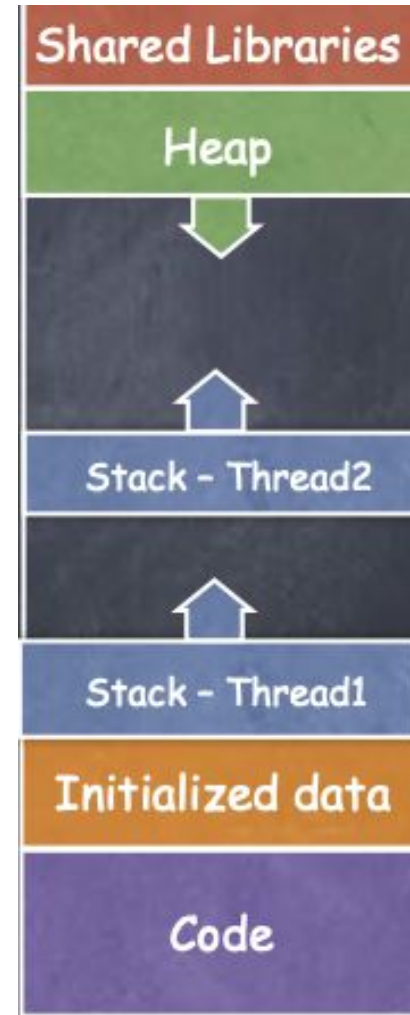 Shared Libraries
Heap
Stack - Thread2
Stack - Thread1
Initialized data
Code